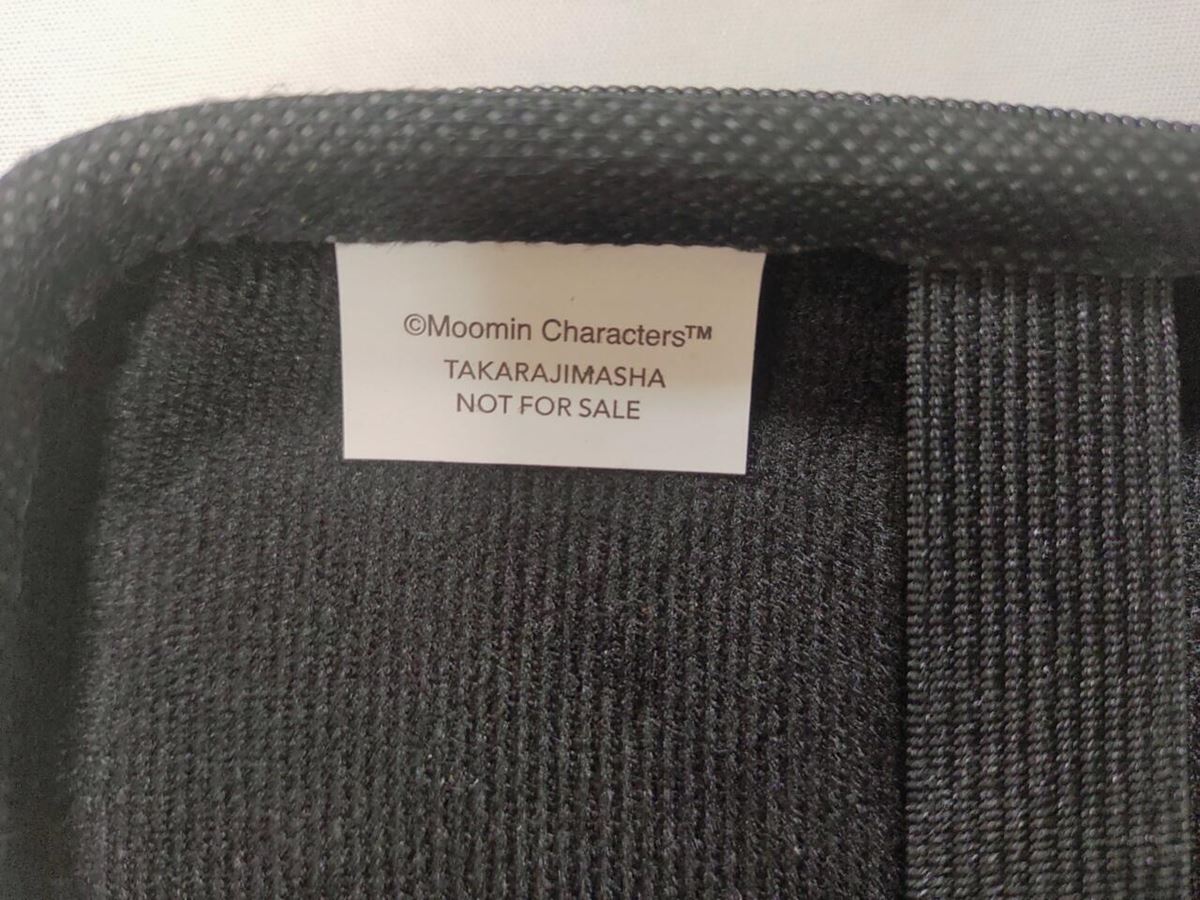 ©Moomin Characters™
TAKARAJIMASHA
NOT FOR SALE